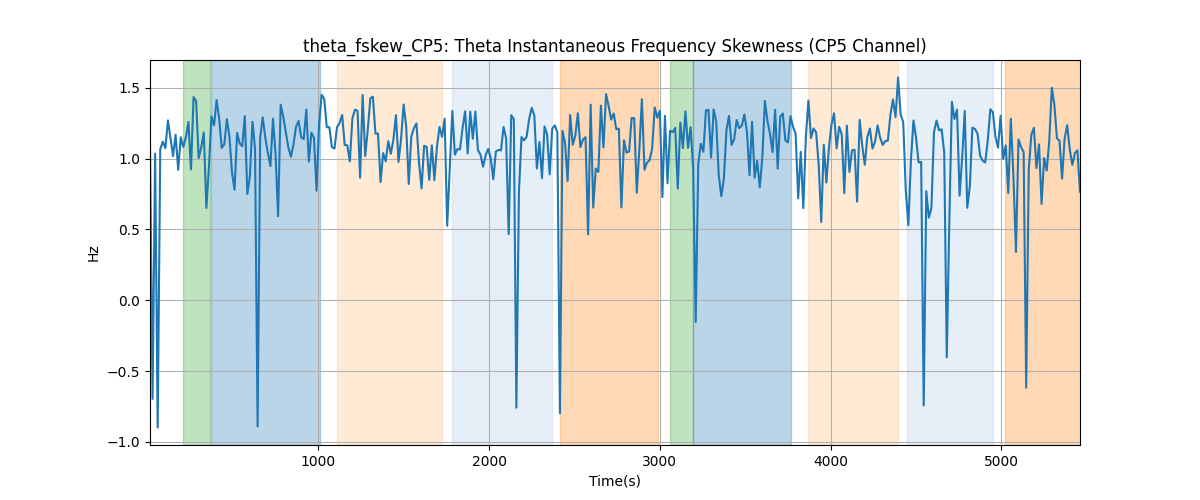 theta_fskew_CP5: Theta Instantaneous Frequency Skewness (CP5 Channel)
1.5
1.0
0.5
0.0
−0.5
−1.0
Hz
1000 2000 3000 4000 5000
Time(s)